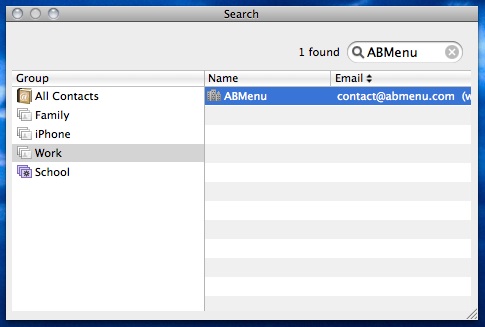 Search
1 found ABMenu
Group Name Email
All Contacts ABMenu contact@abmenu.com (w
Family
iPhone
Work
School